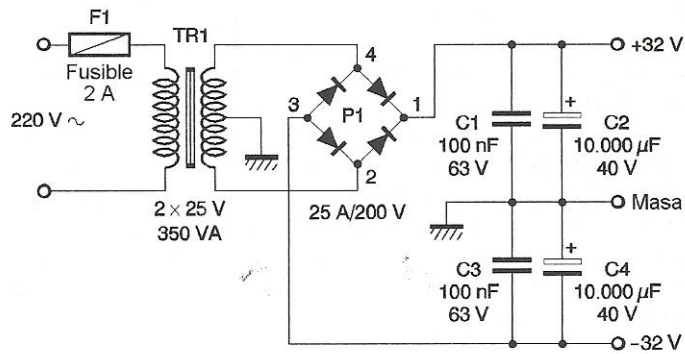 F1
Fusible
2 A
220 V ~
TR1
2 × 25 V
350 VA
4
3
P1
1
2
25 A/200 V
+32 V
C1
100 nF
63 V
+
C2
10.000 µF
40 V
Masa
C3
100 nF
63 V
+
C4
10.000 µF
40 V
–32 V